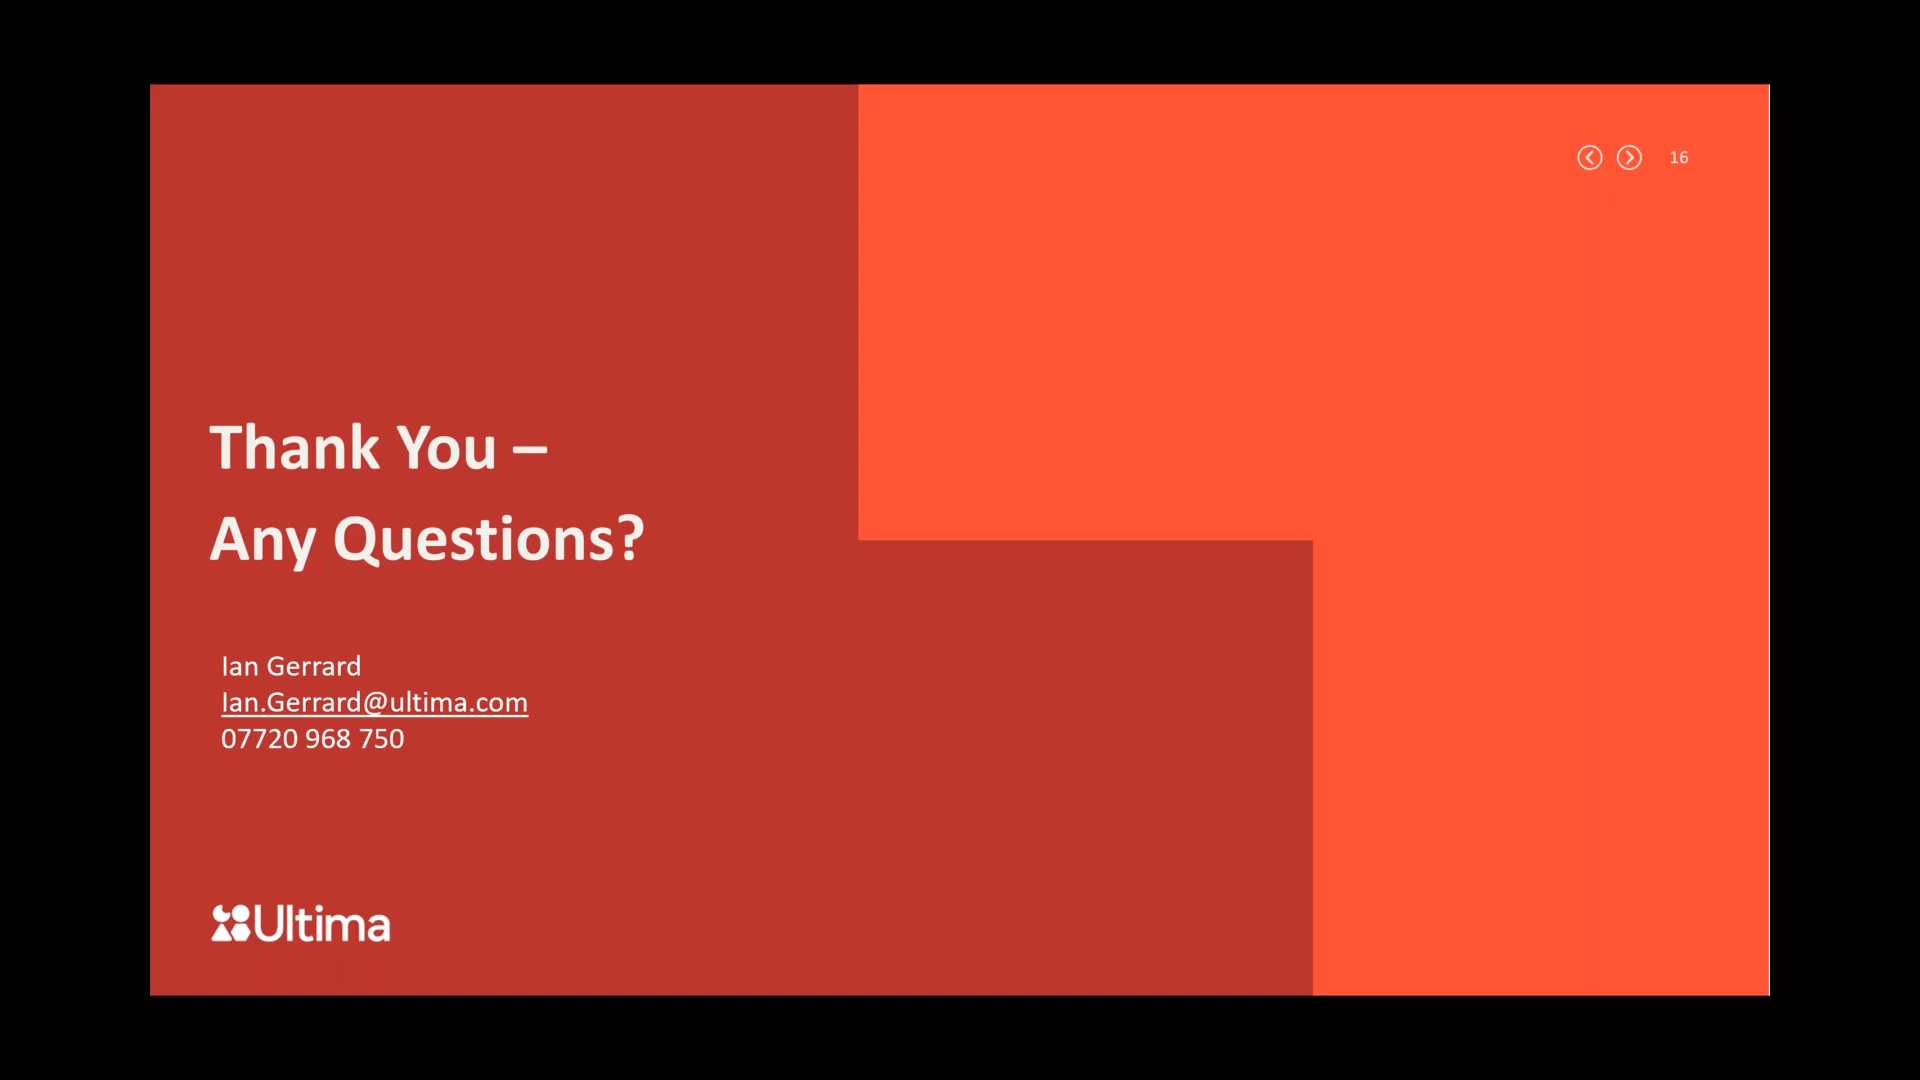 16
Thank You –
Any Questions?
Ian Gerrard
Ian.Gerrard@ultima.com
07720 968 750
Ultima